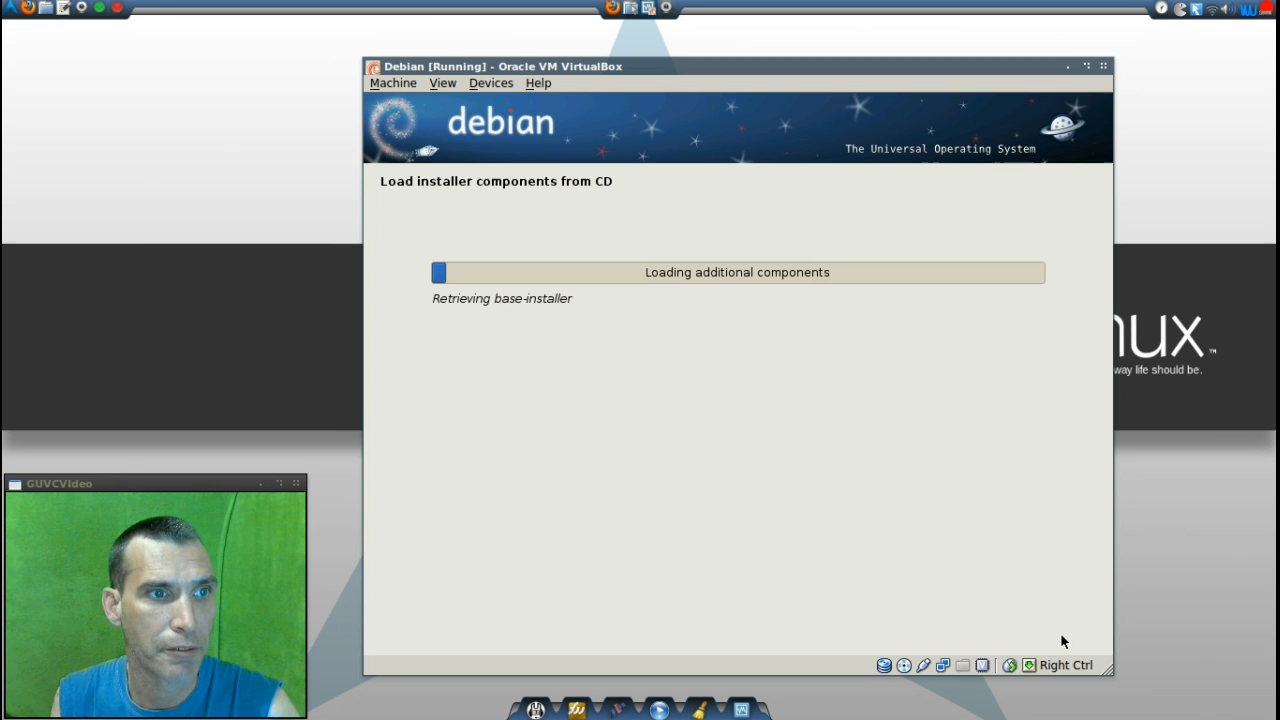 Debian [Running] - Oracle VM VirtualBox
Machine View Devices Help
debian
The Universal Operating System
Load installer components from CD
Loading additional components
Retrieving base-installer
nux™
way life should be.
GUVCVideo
Right Ctrl